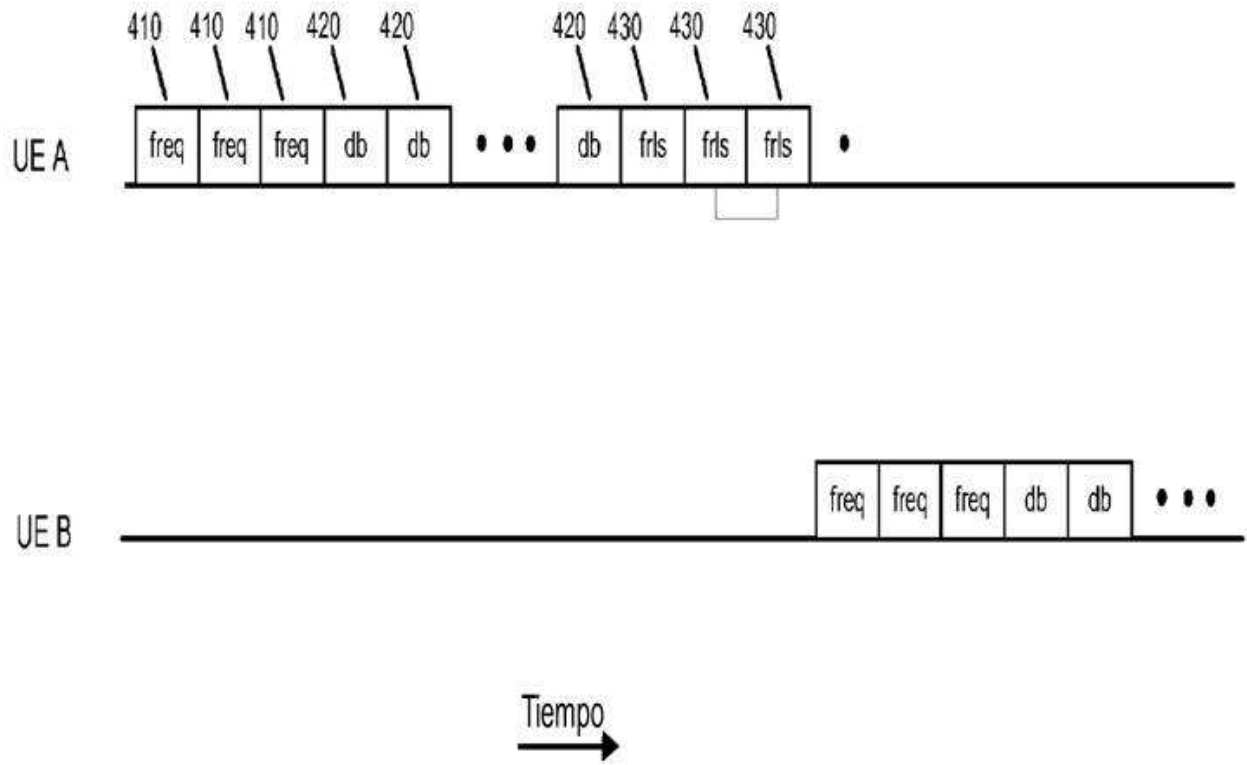 410 410 410 420 420 420 430 430 430
UE A freq freq freq db db db frls frls frls
UE B freq freq freq db db
Tiempo